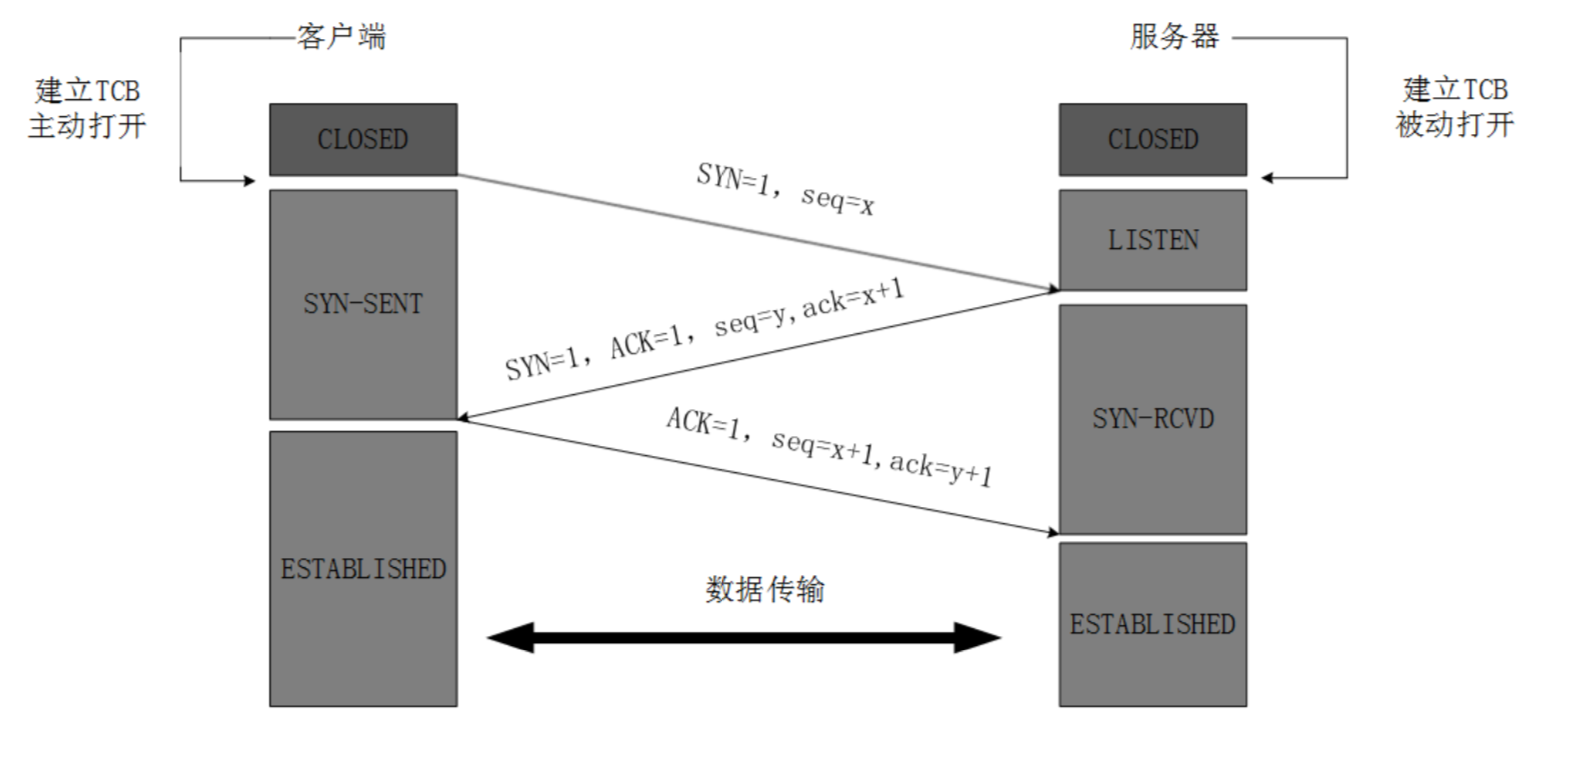 客户端
服务器
建立TCB
主动打开
建立TCB
被动打开
CLOSED
CLOSED
SYN=1, seq=x
LISTEN
SYN-SENT
SYN=1, ACK=1, seq=y,ack=x+1
SYN-RCVD
ACK=1, seq=x+1,ack=y+1
ESTABLISHED
数据传输
ESTABLISHED